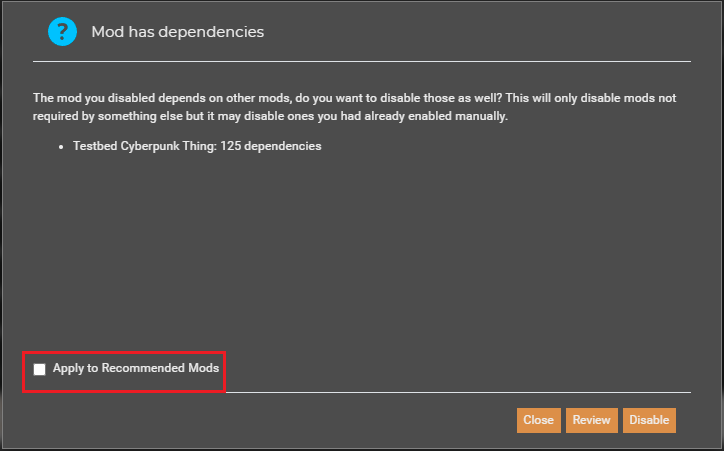 ?
Mod has dependencies
The mod you disabled depends on other mods, do you want to disable those as well? This will only disable mods not
required by something else but it may disable ones you had already enabled manually.
• Testbed Cyberpunk Thing: 125 dependencies
Apply to Recommended Mods
Close Review Disable